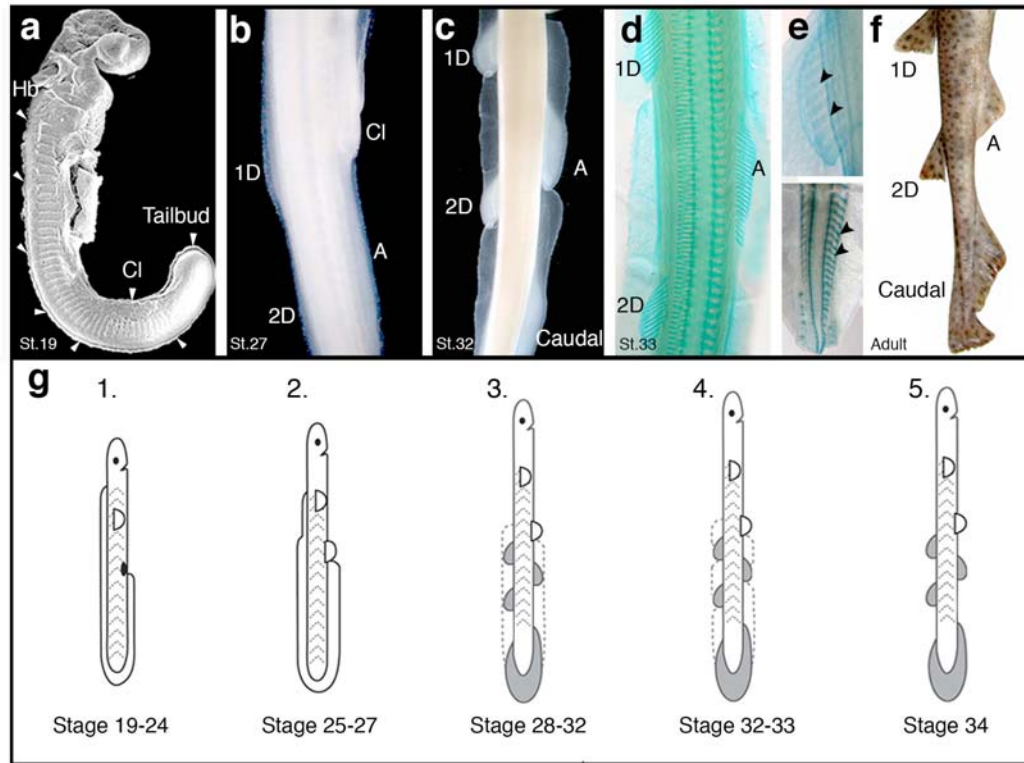 a
Hb
Tailbud
Cl
St.19
b
Cl
1D
A
2D
St.27
c
1D
A
2D
Caudal
St.32
d
1D
A
2D
St.33
e
f
1D
A
2D
Caudal
Adult
g
1. 2. 3. 4. 5.
Stage 19-24 Stage 25-27 Stage 28-32 Stage 32-33 Stage 34